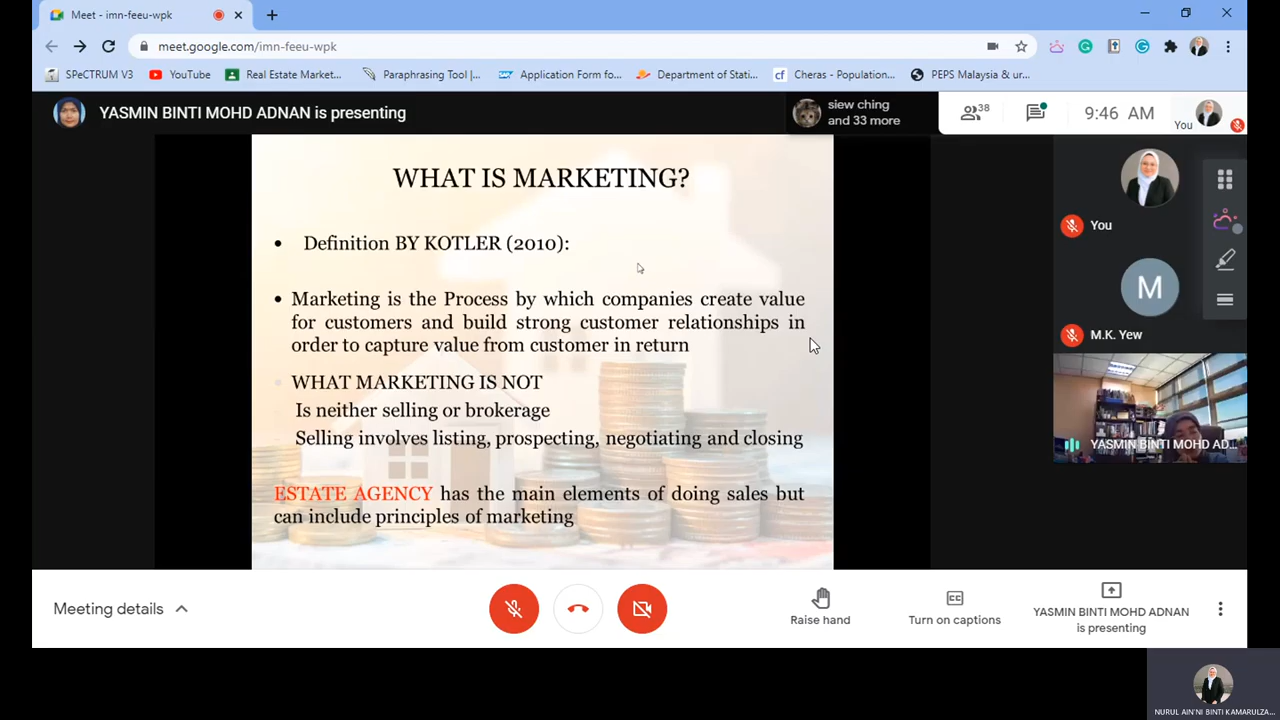 Meet - imn-feeu-wpk
meet.google.com/imn-feeu-wpk
SPeCTRUM V3
YouTube
Real Estate Market...
Paraphrasing Tool |...
Application Form fo...
Department of Stati...
Cheras - Population...
PEPS Malaysia & ur...
YASMIN BINTI MOHD ADNAN is presenting
siew ching
and 33 more
38
9:46 AM
You
WHAT IS MARKETING?
• Definition BY KOTLER (2010):
• Marketing is the Process by which companies create value
for customers and build strong customer relationships in
order to capture value from customer in return
WHAT MARKETING IS NOT
Is neither selling or brokerage
Selling involves listing, prospecting, negotiating and closing
ESTATE AGENCY has the main elements of doing sales but
can include principles of marketing
You
M
M.K. Yew
YASMIN BINTI MOHD AD...
Meeting details
Raise hand
CC
Turn on captions
YASMIN BINTI MOHD ADNAN
is presenting
NURUL AIN'NI BINTI KAMARULZA...